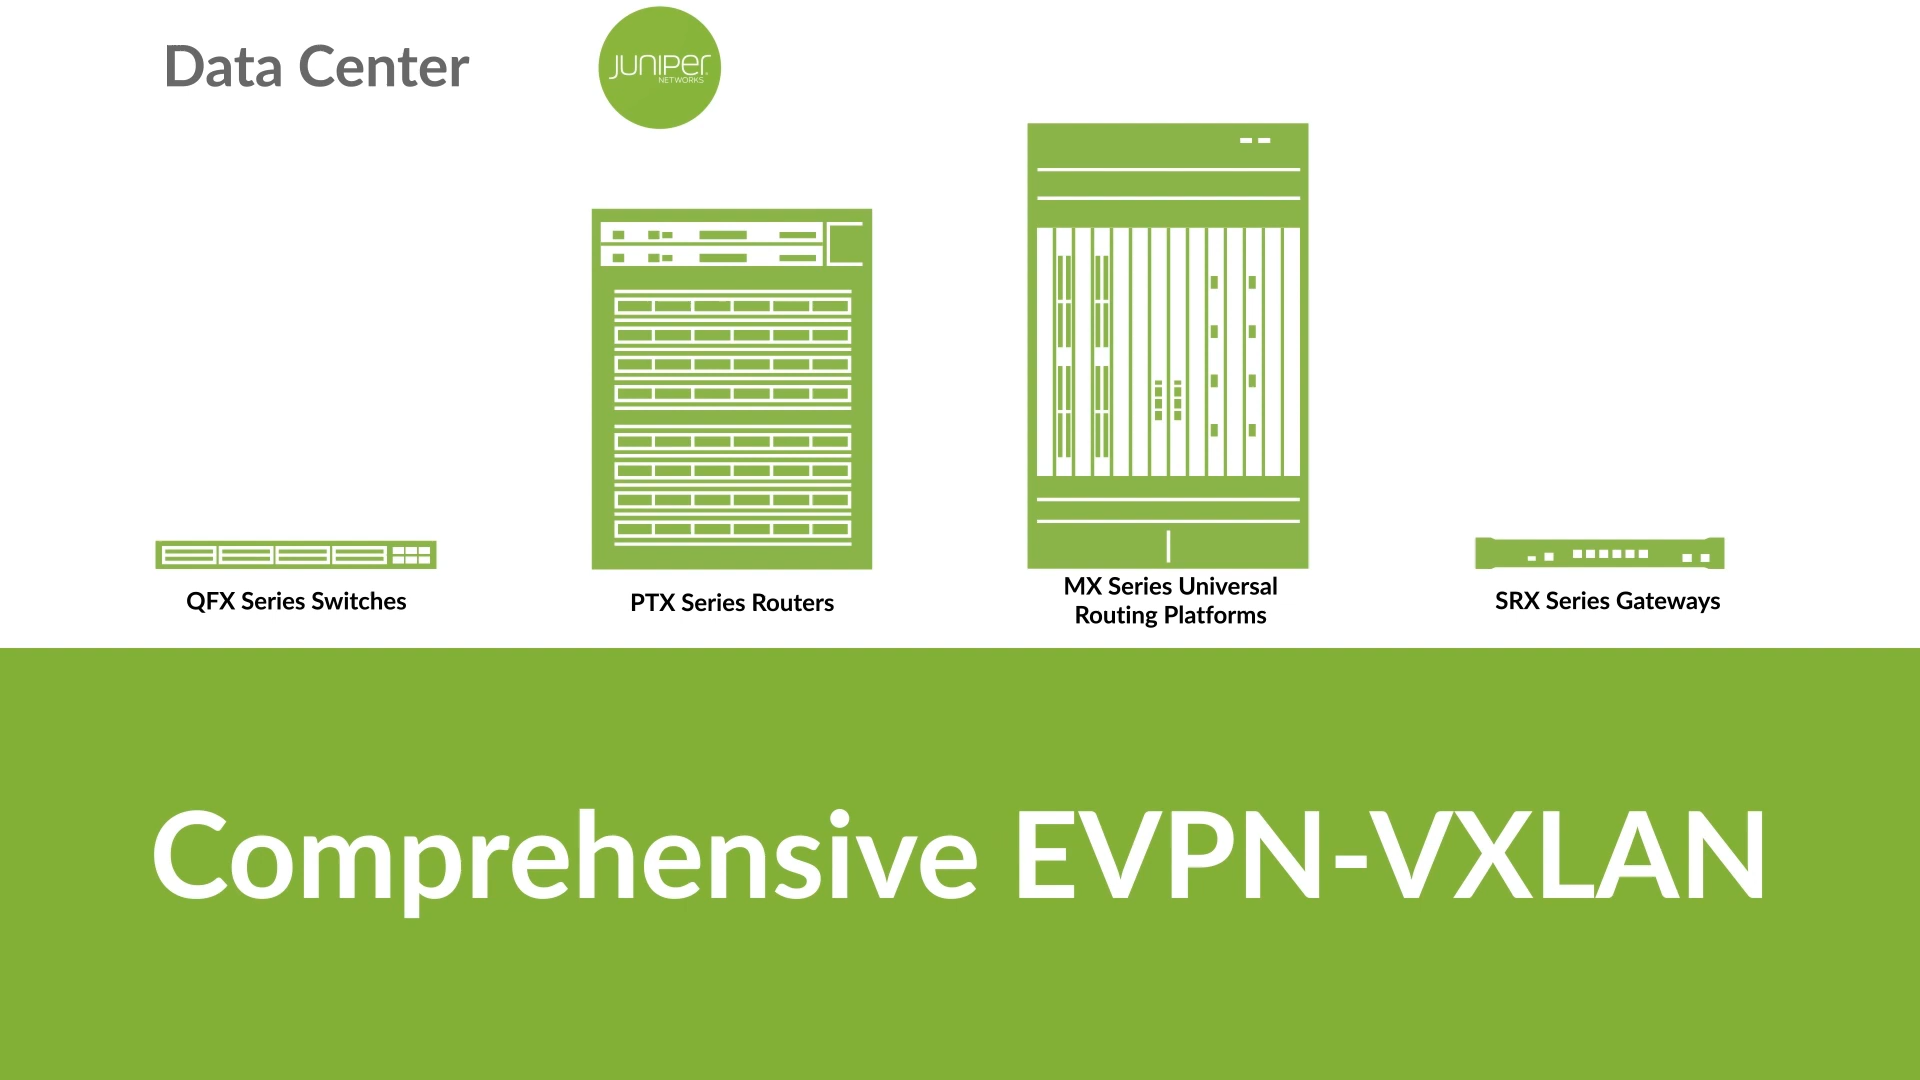 Data Center
JUNIPER
NETWORKS
QFX Series Switches
PTX Series Routers
MX Series Universal
Routing Platforms
SRX Series Gateways
Comprehensive EVPN-VXLAN